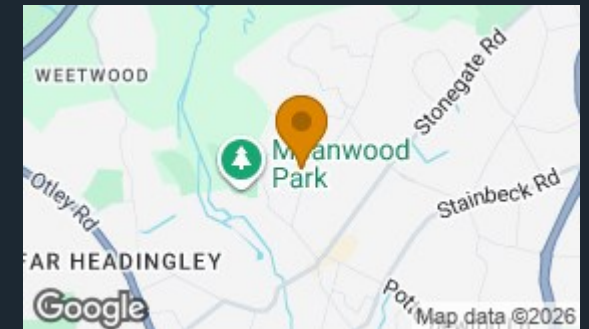 WEETWOOD
Stonegate Rd
Park
Otley Rd
Stainbeck Rd
FAR HEADINGLEY
Google
Map data ©2026